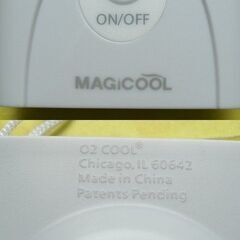 ON/OFF
MAGICOOL
O2 COOL®
Chicago, IL 60642
Made in China
Patents Pending